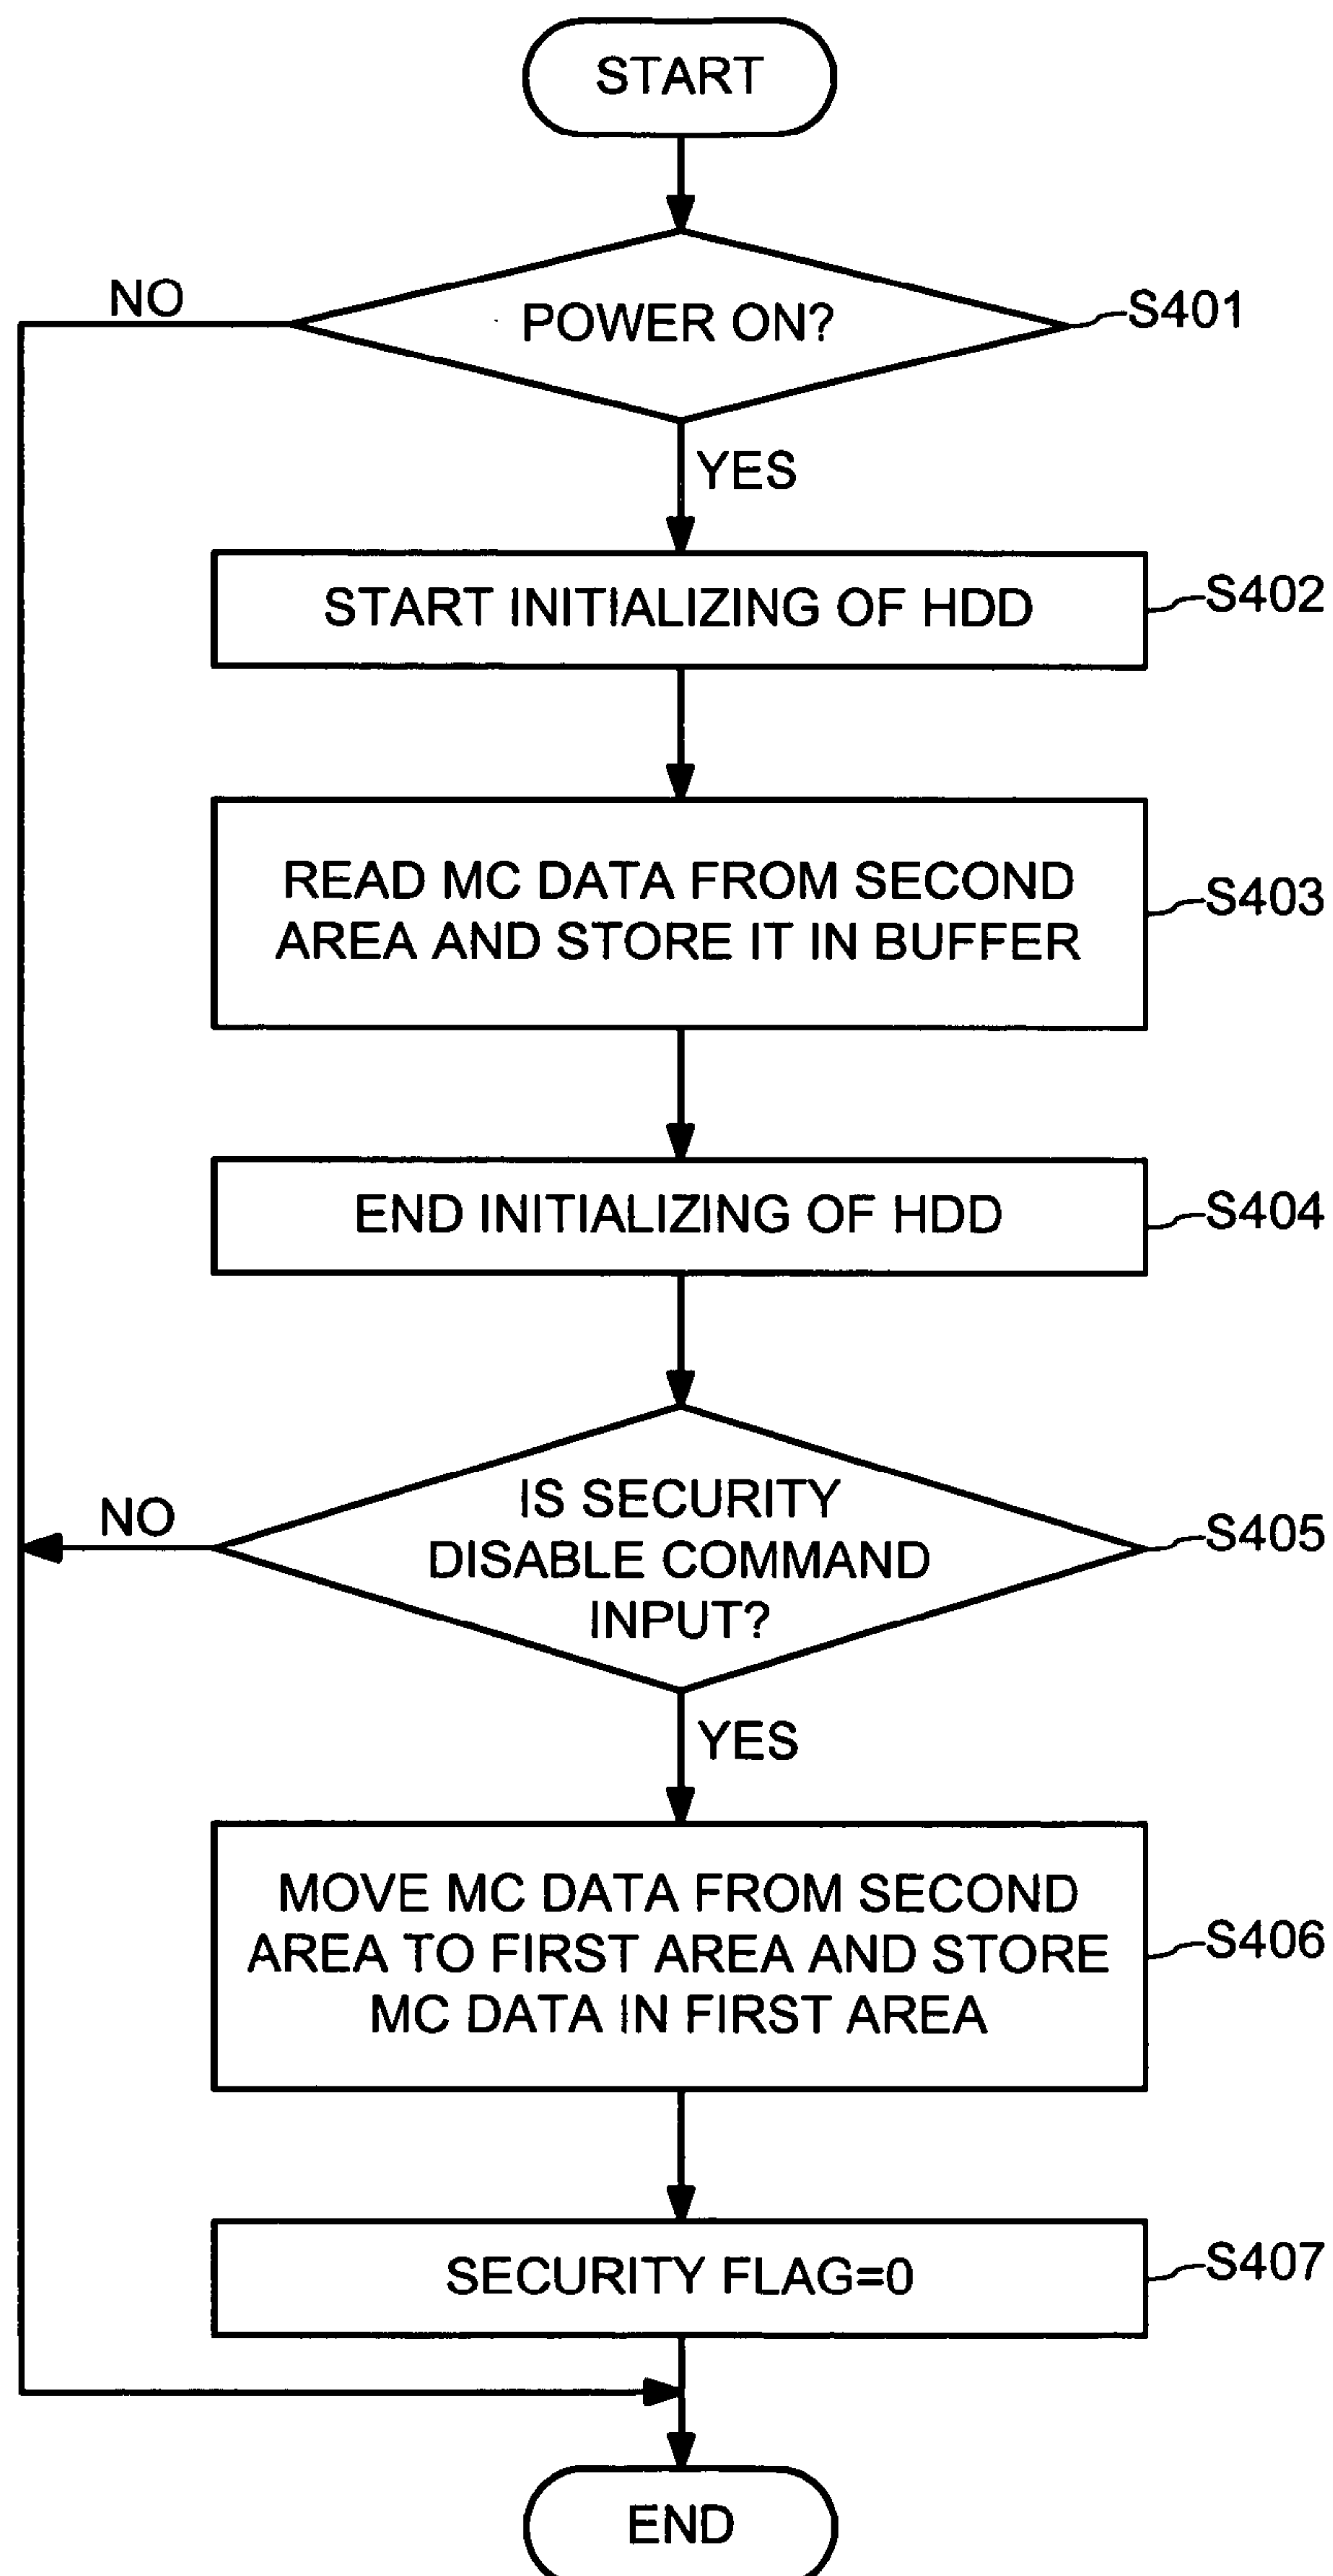 START
NO
POWER ON?
S401
YES
START INITIALIZING OF HDD
S402
READ MC DATA FROM SECOND
AREA AND STORE IT IN BUFFER
S403
END INITIALIZING OF HDD
S404
NO
IS SECURITY
DISABLE COMMAND
INPUT?
S405
YES
MOVE MC DATA FROM SECOND
AREA TO FIRST AREA AND STORE
MC DATA IN FIRST AREA
S406
SECURITY FLAG=0
S407
END